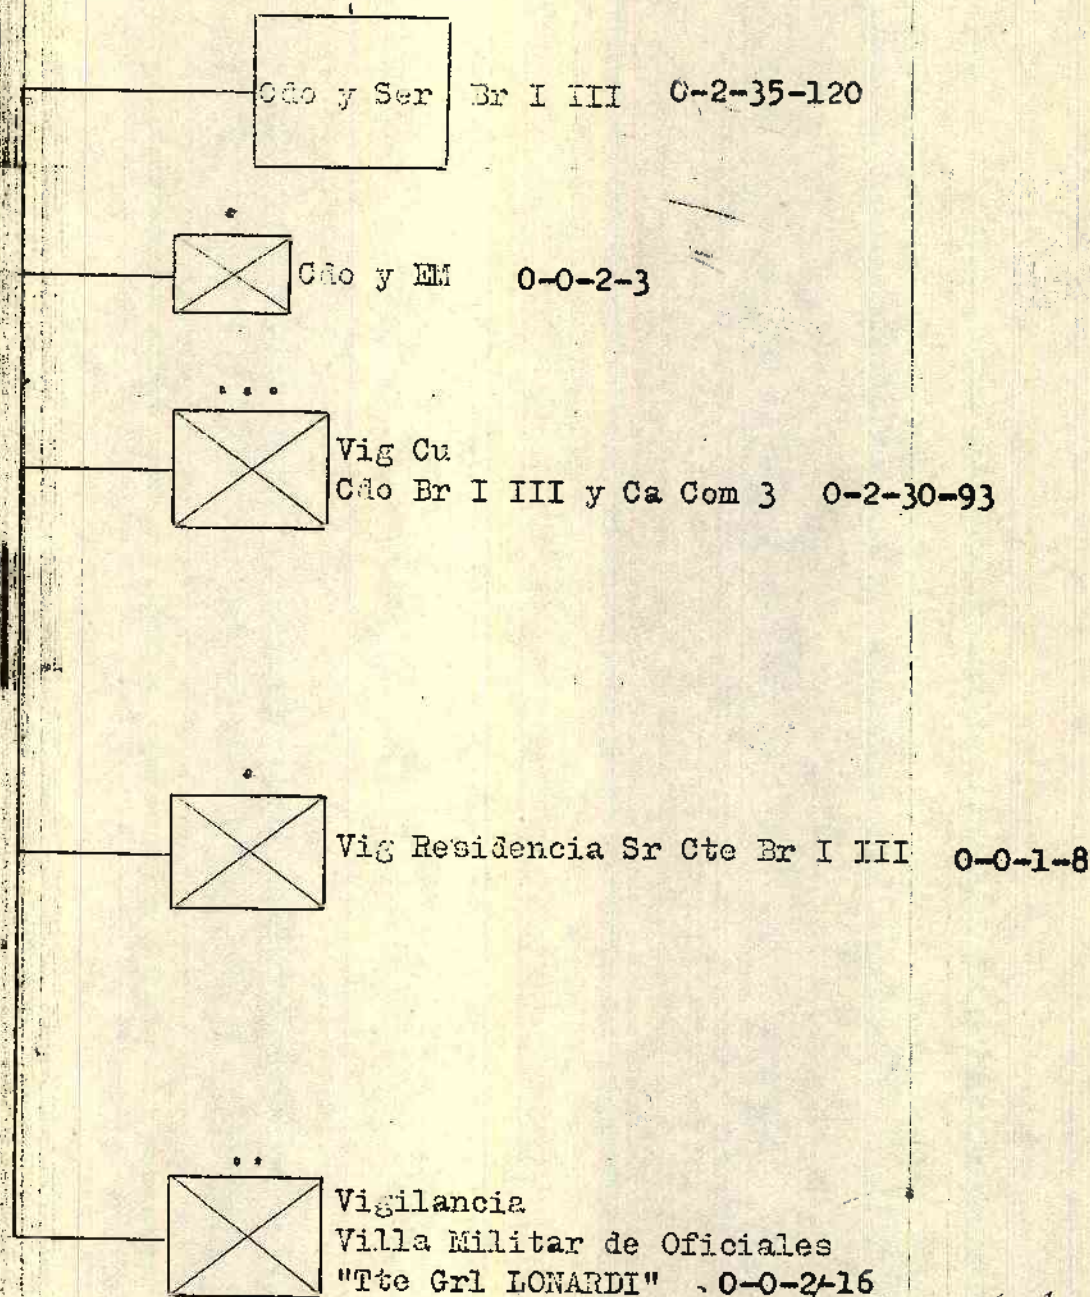 Cdo y Ser Br I III 0-2-35-120
Cdo y EM 0-0-2-3
Vig Cu
Cdo Br I III y Ca Com 3 0-2-30-93
Vig Residencia Sr Cte Br I III 0-0-1-8
Vigilancia
Villa Militar de Oficiales
"Tte Grl LONARDI" 0-0-2-16